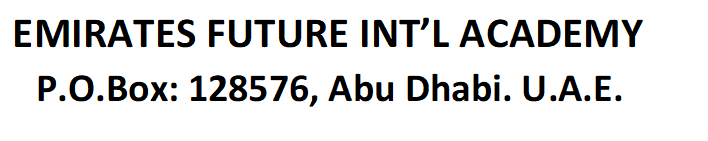 EMIRATES FUTURE INT’L ACADEMY
P.O.Box: 128576, Abu Dhabi. U.A.E.